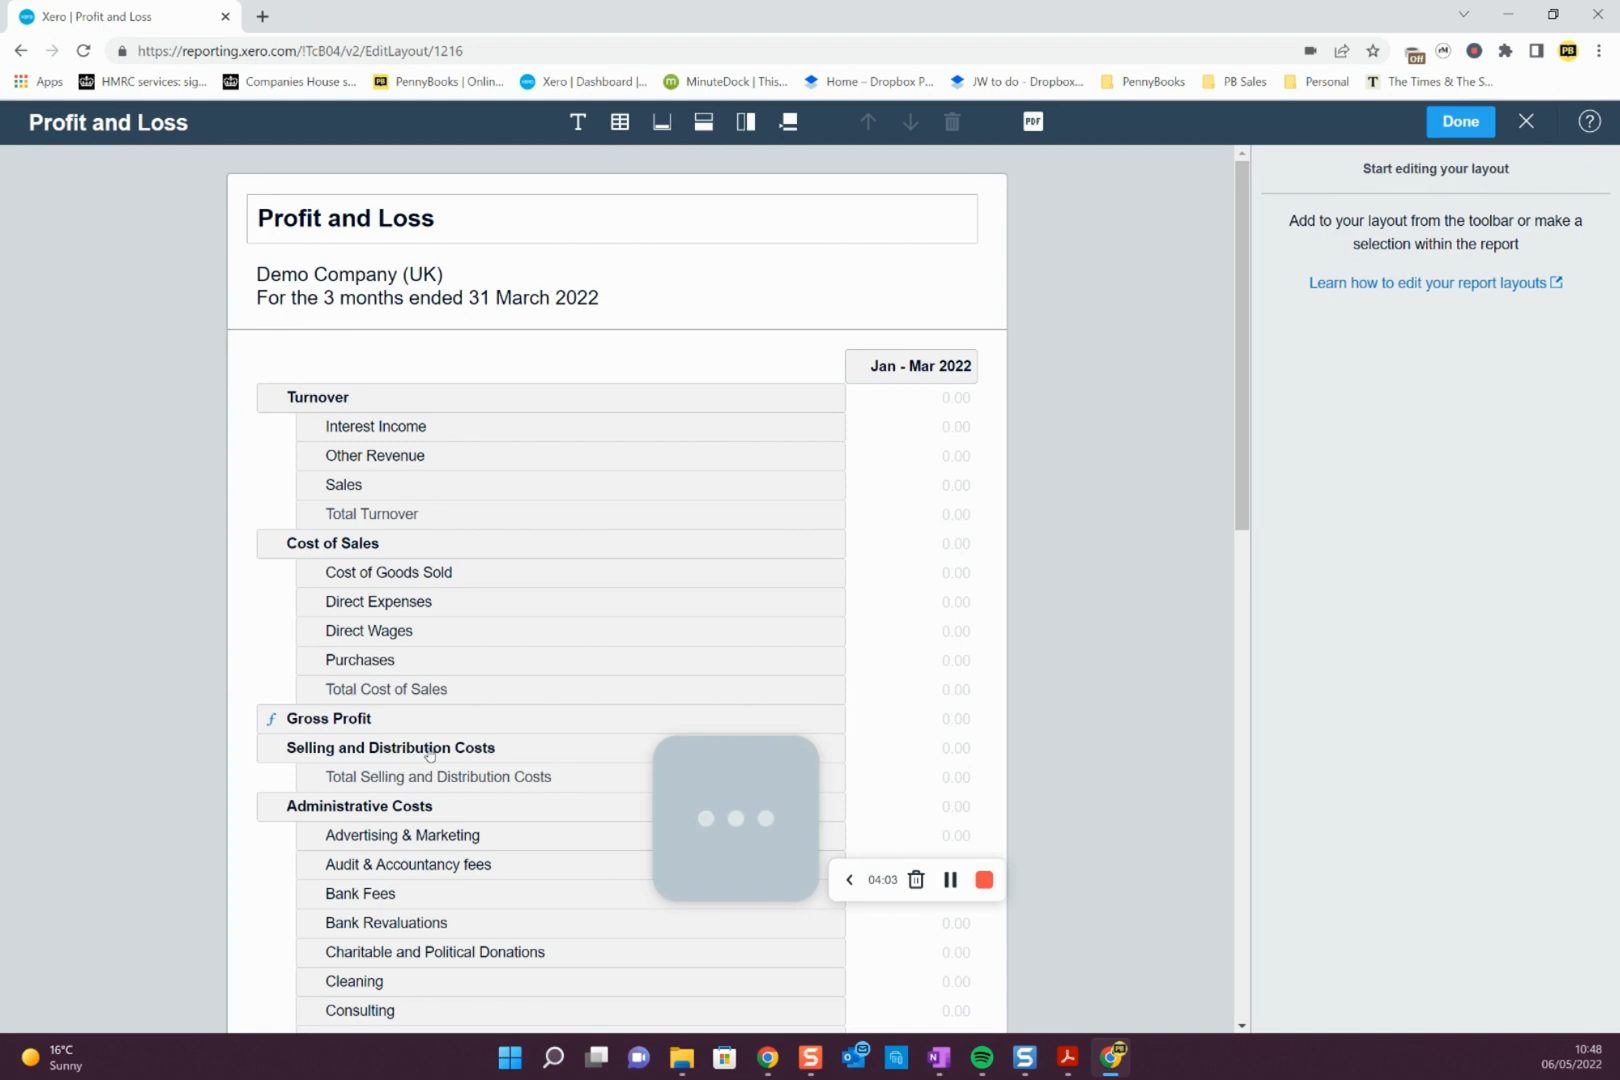 Xero | Profit and Loss
https://reporting.xero.com/!TcB04/v2/EditLayout/1216
Off
PB
Apps
HMRC services: sig...
Companies House s...
PB
PennyBooks | Onlin...
Xero | Dashboard |...
MinuteDock | This...
Home – Dropbox P...
JW to do - Dropbox...
PennyBooks
PB Sales
Personal
T The Times & The S...
Profit and Loss
PDF
Done
Start editing your layout
Add to your layout from the toolbar or make a
selection within the report
Learn how to edit your report layouts
Profit and Loss
Demo Company (UK)
For the 3 months ended 31 March 2022
Jan - Mar 2022
Turnover 0.00
Interest Income 0.00
Other Revenue 0.00
Sales 0.00
Total Turnover 0.00
Cost of Sales 0.00
Cost of Goods Sold 0.00
Direct Expenses 0.00
Direct Wages 0.00
Purchases 0.00
Total Cost of Sales 0.00
Gross Profit 0.00
Selling and Distribution Costs 0.00
Total Selling and Distribution Costs 0.00
Administrative Costs 0.00
Advertising & Marketing 0.00
Audit & Accountancy fees
04:03
Bank Fees
Bank Revaluations 0.00
Charitable and Political Donations 0.00
Cleaning 0.00
Consulting 0.00
16°C
Sunny
10:48
06/05/2022